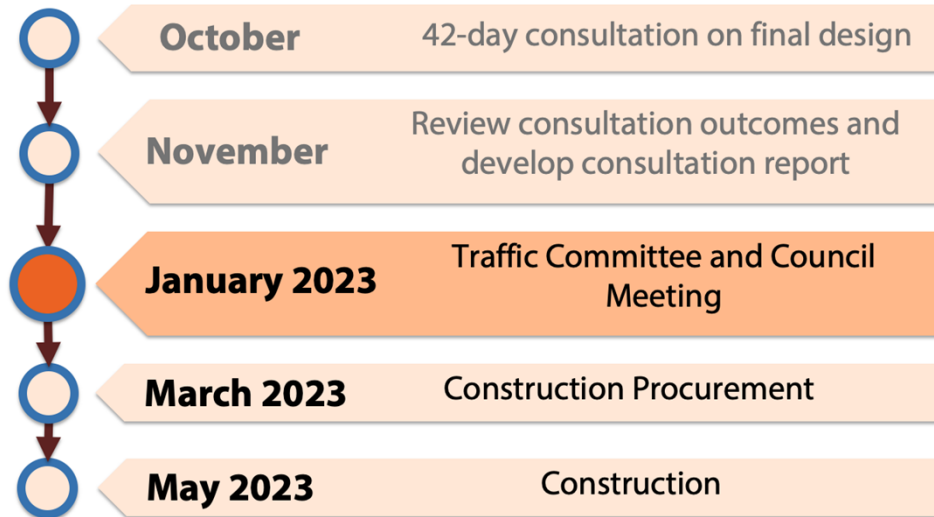 October 42-day consultation on final design
November Review consultation outcomes and
develop consultation report
January 2023 Traffic Committee and Council
Meeting
March 2023 Construction Procurement
May 2023 Construction